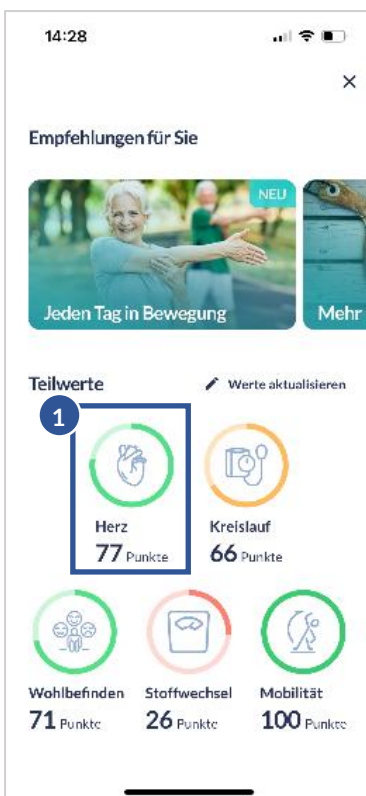 14:28
Empfehlungen für Sie
NEU
Jeden Tag in Bewegung
Mehr
Teilwerte
Werte aktualisieren
1
Herz
77 Punkte
Kreislauf
66 Punkte
Wohlbefinden
71 Punkte
Stoffwechsel
26 Punkte
Mobilität
100 Punkte